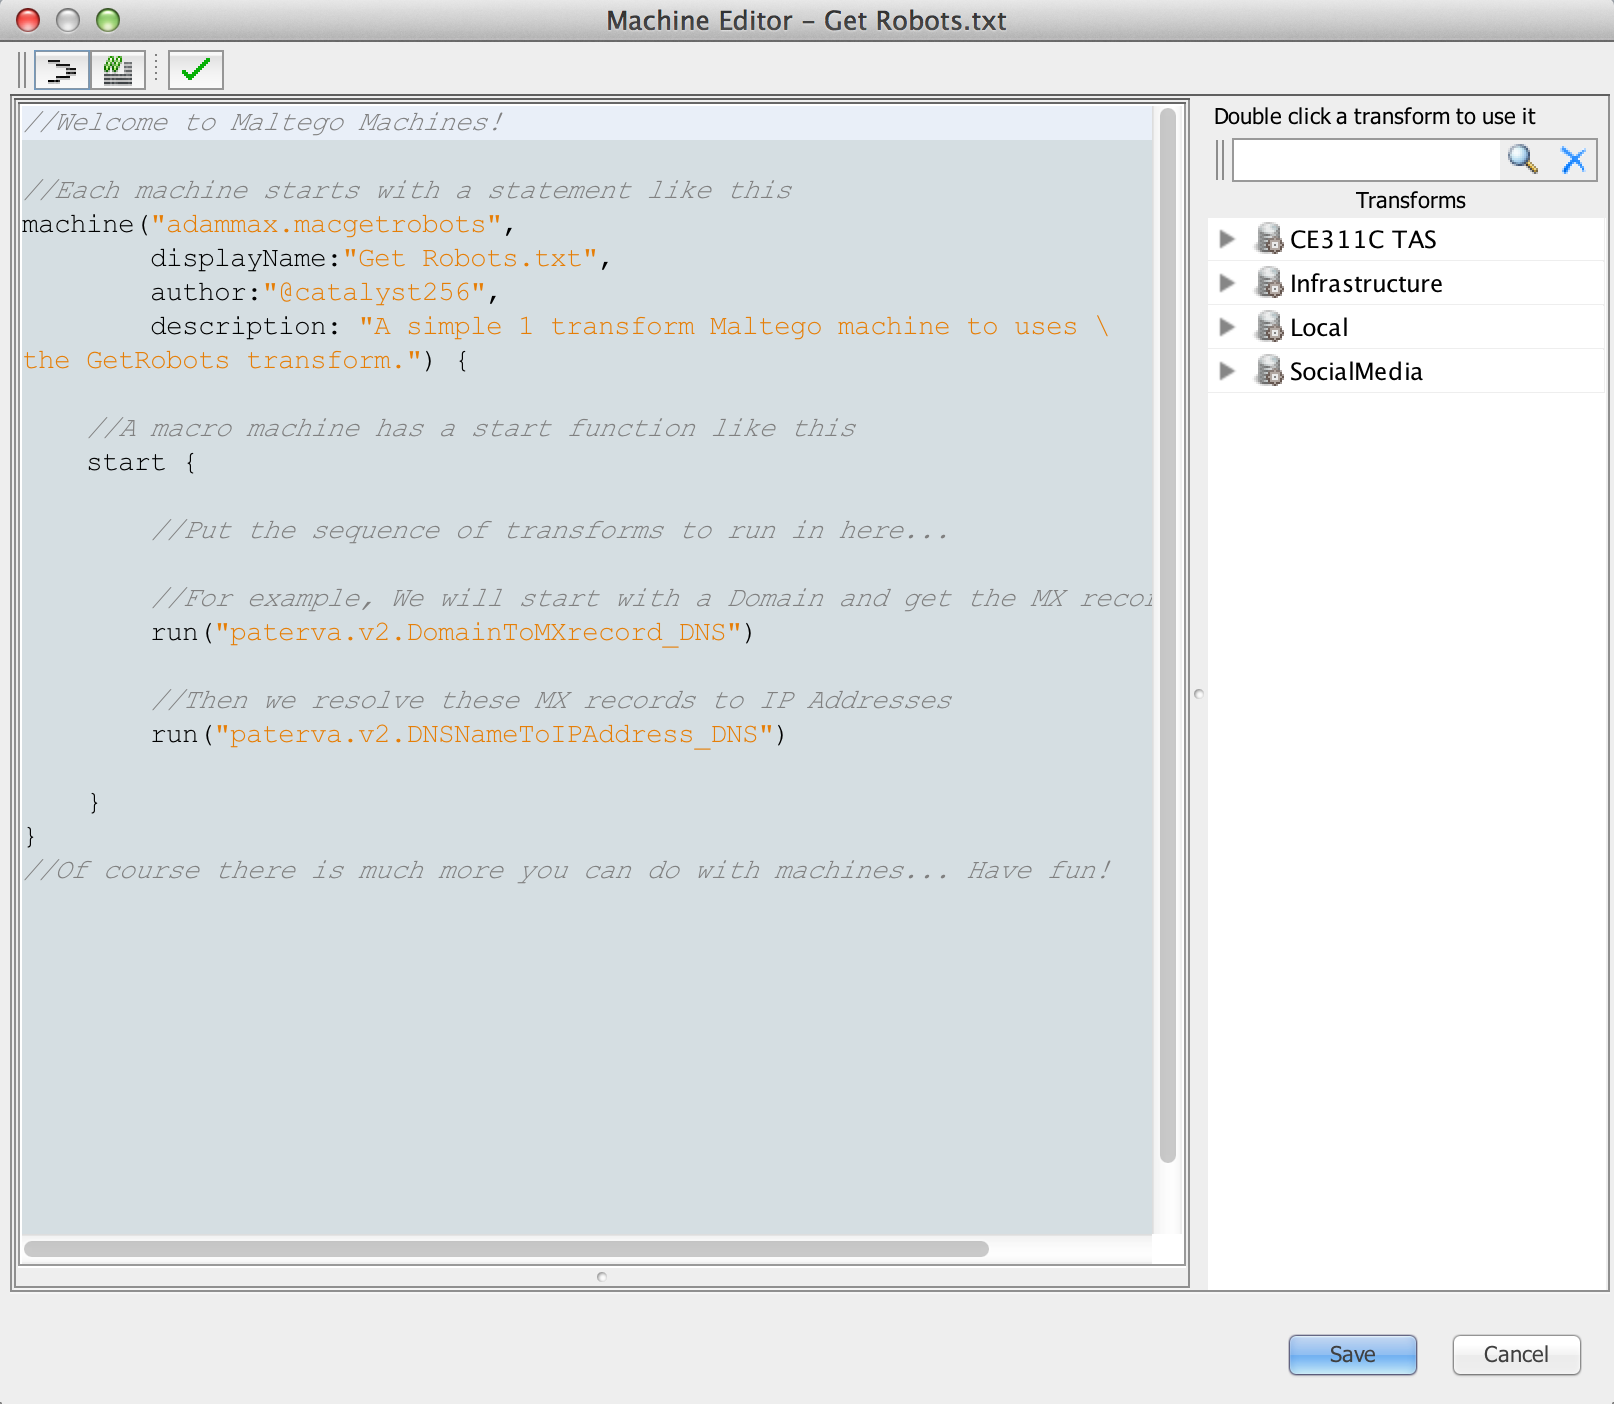 Machine Editor – Get Robots.txt
//Welcome to Maltego Machines!
//Each machine starts with a statement like this
machine("adammax.macgetrobots",
displayName:"Get Robots.txt",
author:"@catalyst256",
description: "A simple 1 transform Maltego machine to uses \
the GetRobots transform.") {
//A macro machine has a start function like this
start {
//Put the sequence of transforms to run in here...
//For example, We will start with a Domain and get the MX
run("paterva.v2.DomainToMXrecord_DNS")
//Then we resolve these MX records to IP Addresses
run("paterva.v2.DNSNameToIPAddress_DNS")
}
}
//Of course there is much more you can do with machines... Have fun!
Double click a transform to use it
Transforms
CE311C TAS
Infrastructure
Local
SocialMedia
Save
Cancel